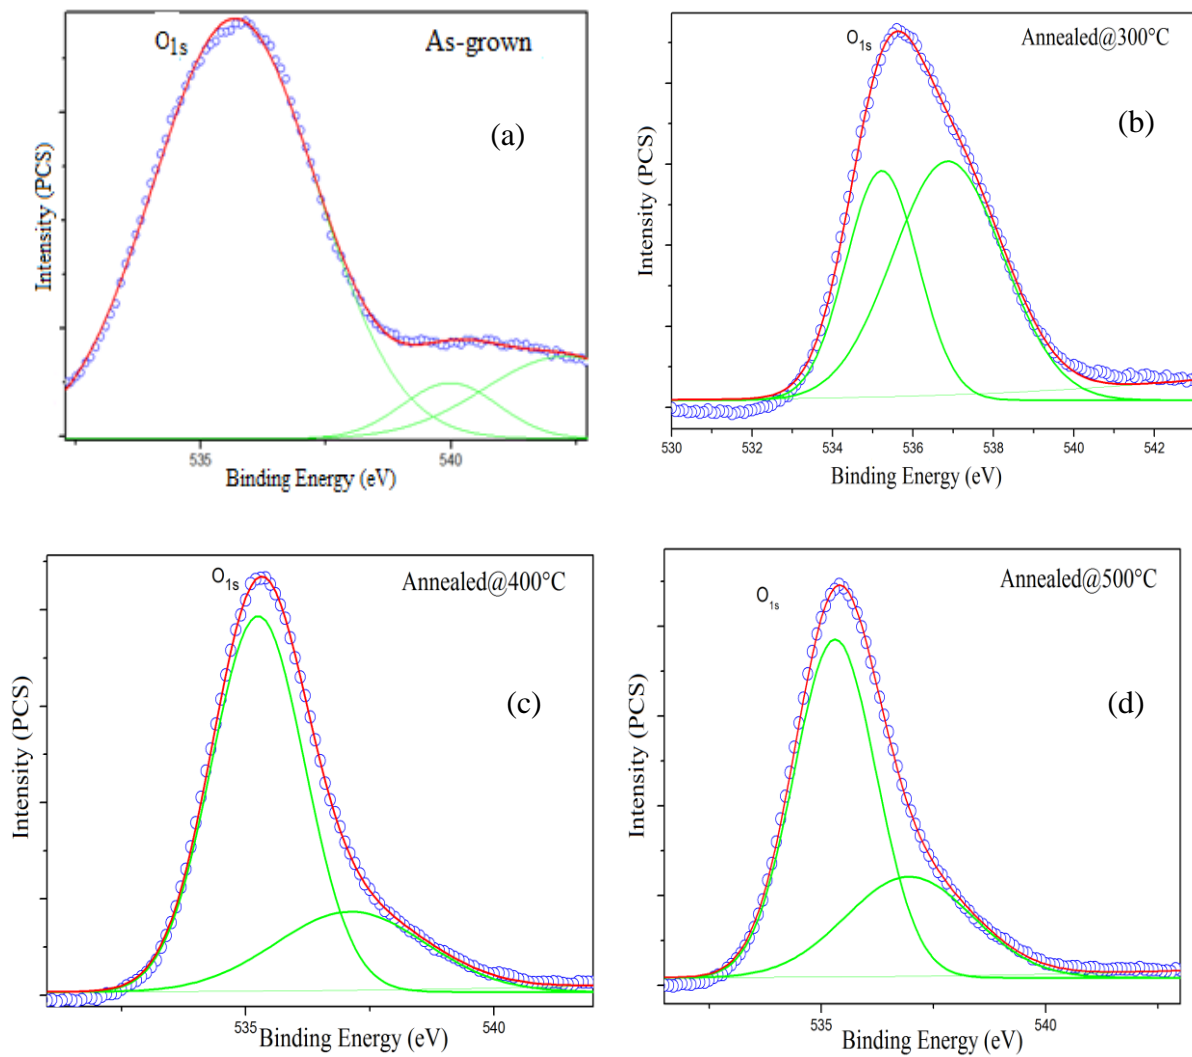 O1s
As-grown
(a)
Intensity (PCS)
535
540
Binding Energy (eV)
O1s
Annealed@300°C
(b)
Intensity (PCS)
530
532
534
536
538
540
542
Binding Energy (eV)
O1s
Annealed@400°C
(c)
Intensity (PCS)
535
540
Binding Energy (eV)
O1s
Annealed@500°C
(d)
Intensity (PCS)
535
540
Binding Energy (eV)